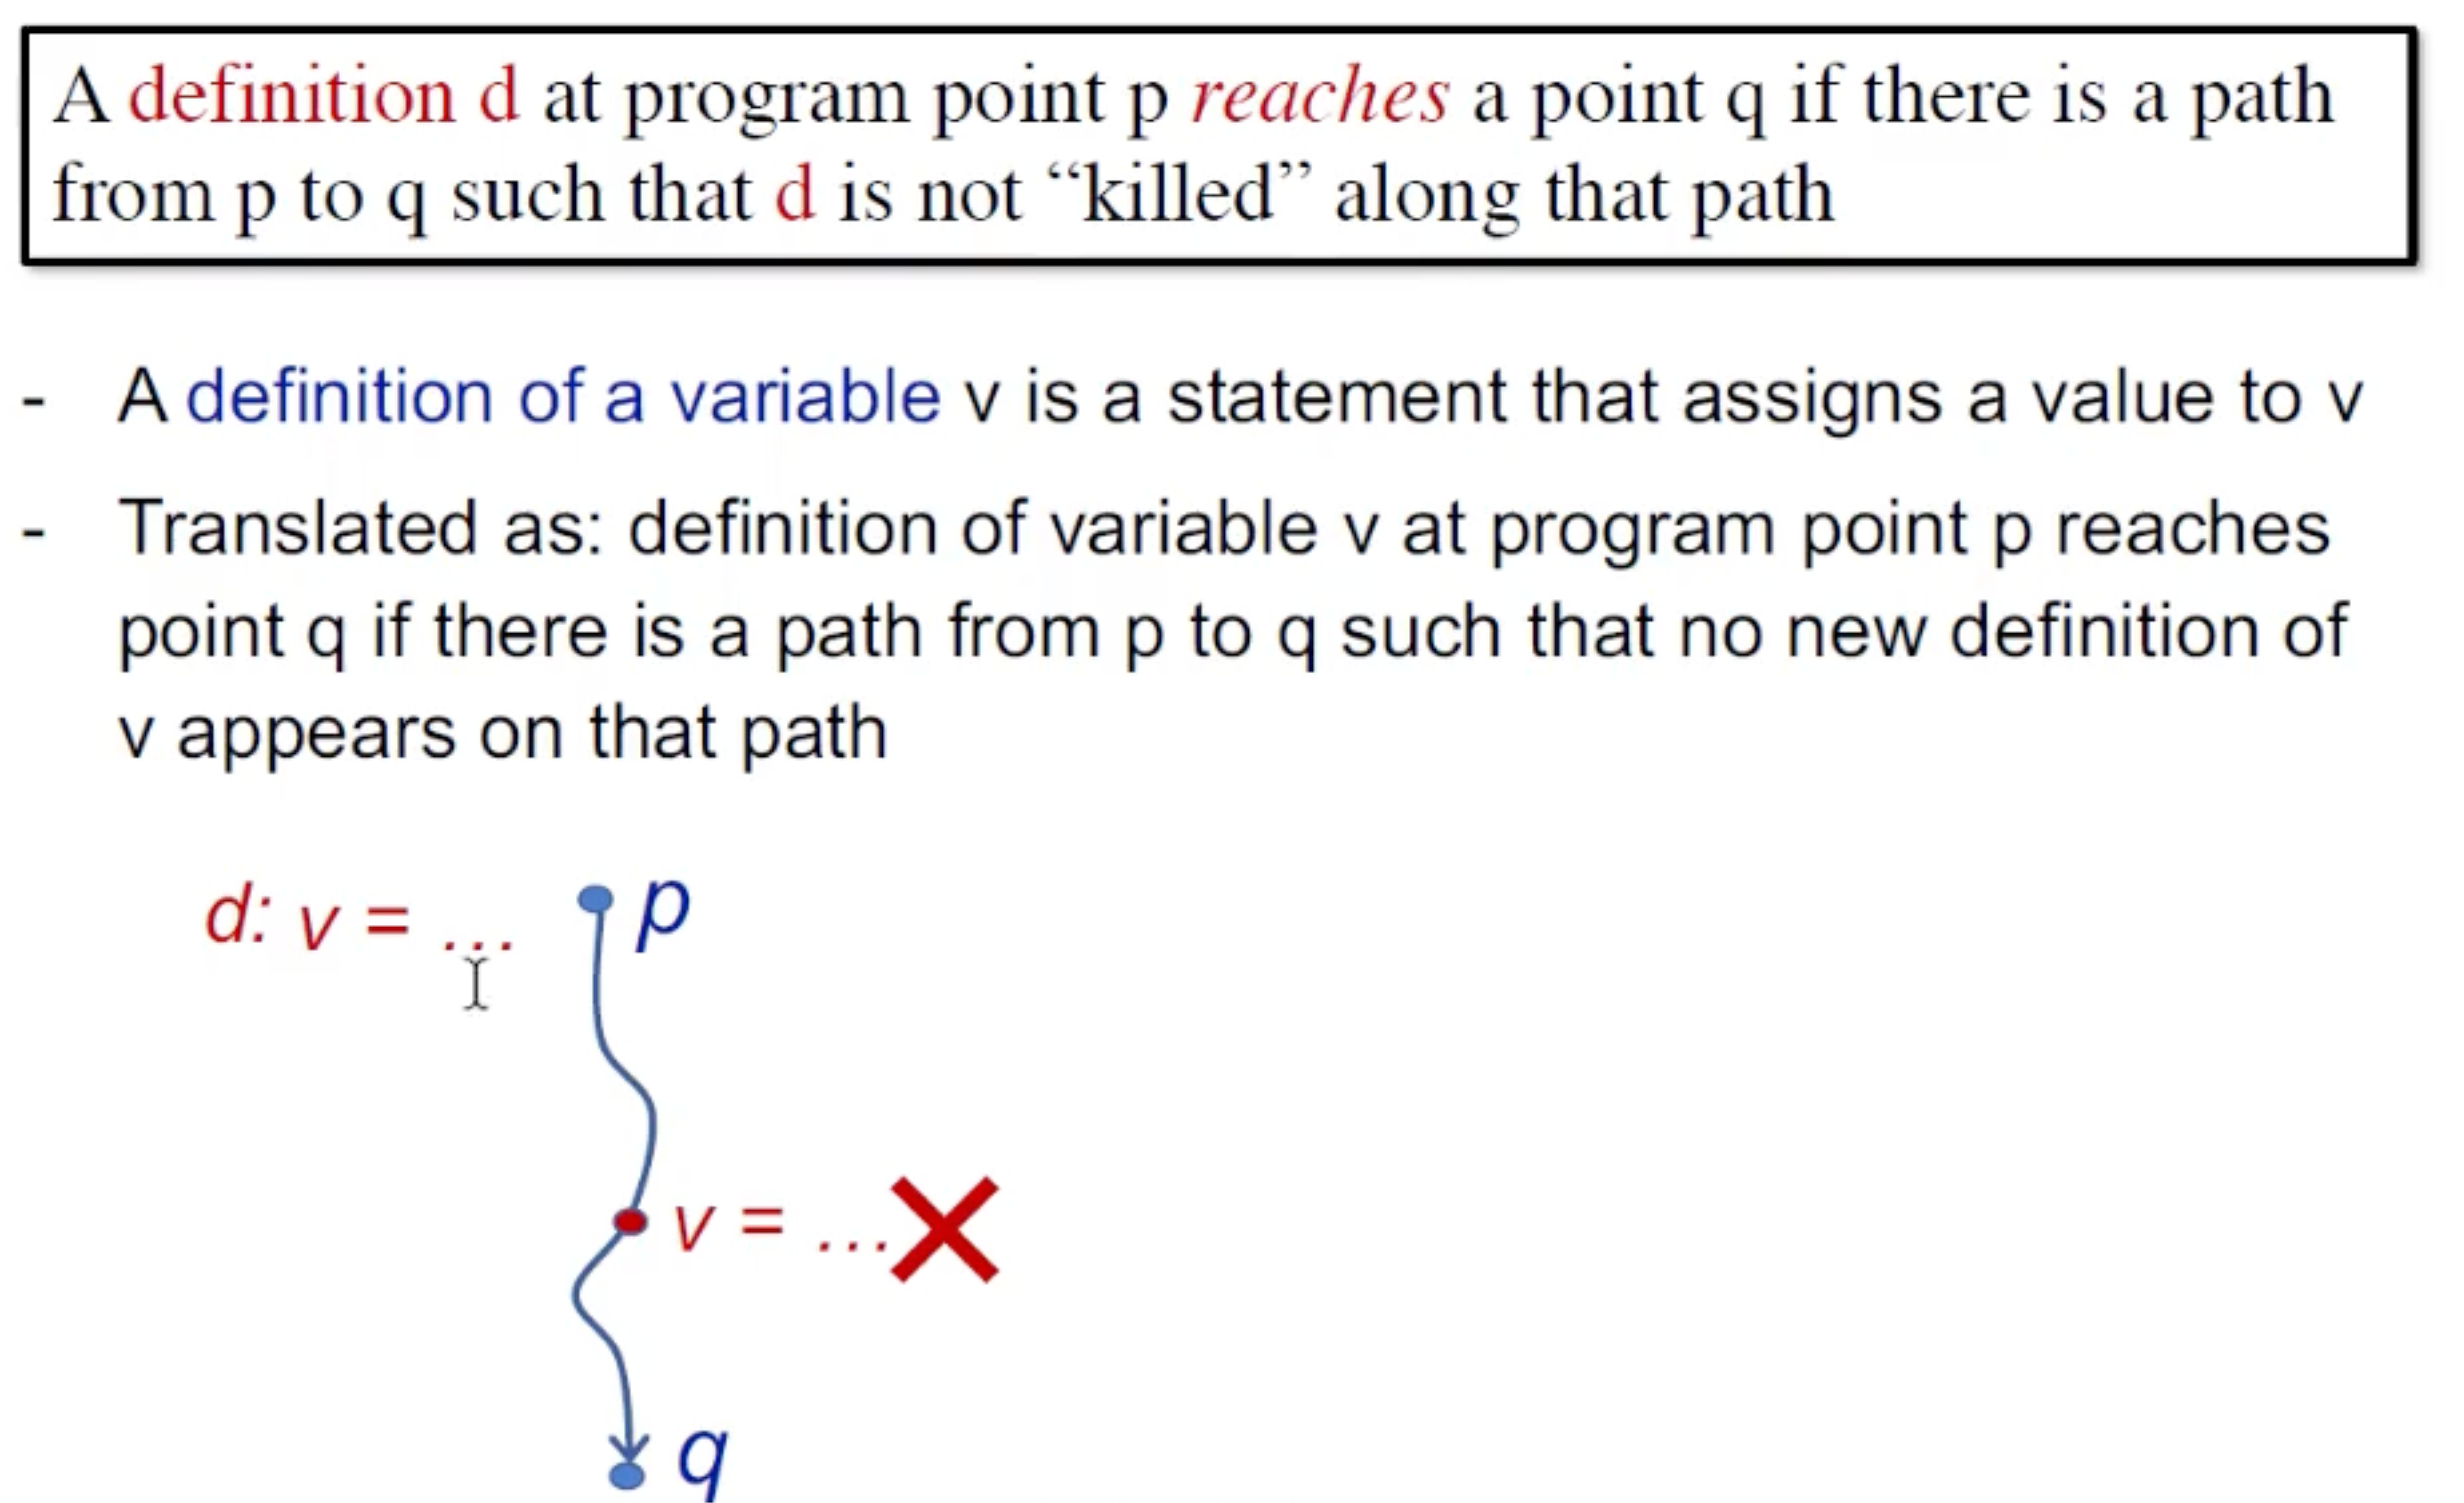 A definition d at program point p reaches a point q if there is a path
from p to q such that d is not “killed” along that path
- A definition of a variable v is a statement that assigns a value to v
- Translated as: definition of variable v at program point p reaches
point q if there is a path from p to q such that no new definition of
v appears on that path
d: v = ... p
v = ...
q